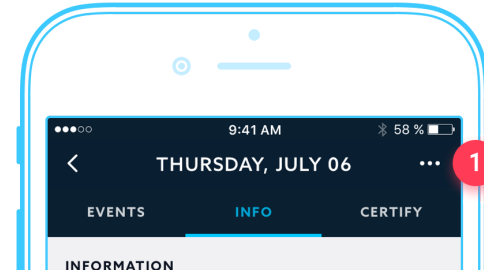 9:41 AM 58 %
THURSDAY, JULY 06 1
EVENTS INFO CERTIFY
INFORMATION